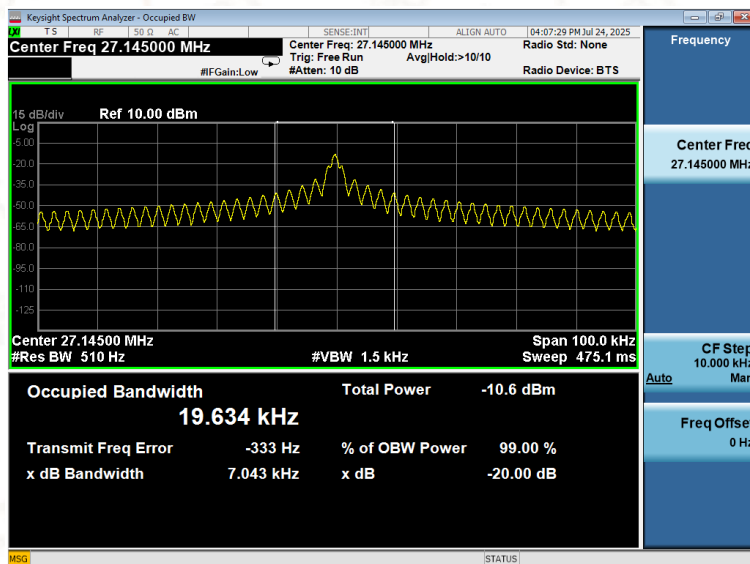 Keysight Spectrum Analyzer - Occupied BW
LXI T S RF 50 Ω AC SENSE:INT ALIGN AUTO 04:07:29 PM Jul 24, 2025
Center Freq 27.145000 MHz Center Freq: 27.145000 MHz Radio Std: None
Trig: Free Run Avg|Hold:>10/10
#IFGain:Low #Atten: 10 dB Radio Device: BTS
15 dB/div Ref 10.00 dBm
Log
-5.00
-20.0
-35.0
-50.0
-65.0
-80.0
-95.0
-110
-125
Center 27.14500 MHz Span 100.0 kHz
#Res BW 510 Hz #VBW 1.5 kHz Sweep 475.1 ms
Occupied Bandwidth Total Power -10.6 dBm
19.634 kHz
Transmit Freq Error -333 Hz % of OBW Power 99.00 %
x dB Bandwidth 7.043 kHz x dB -20.00 dB
Frequency
Center Freq
27.145000 MHz
CF Step
10.000 kHz
Auto Man
Freq Offset
0 Hz
MSG STATUS